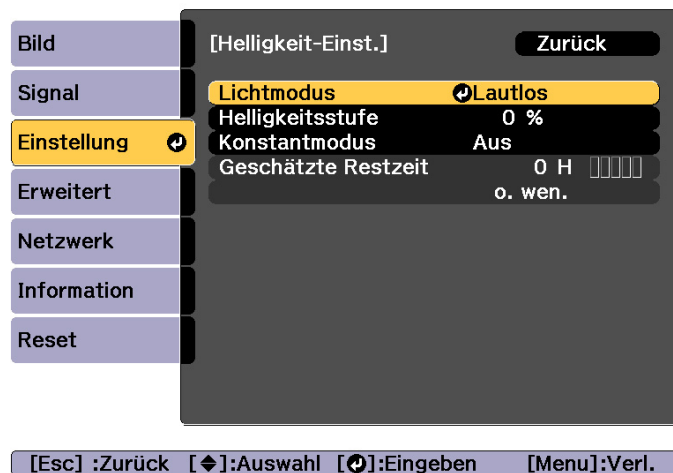 Bild
Signal
Einstellung
Erweitert
Netzwerk
Information
Reset
[Helligkeit-Einst.] Zurück
Lichtmodus Lautlos
Helligkeitsstufe 0 %
Konstantmodus Aus
Geschätzte Restzeit 0 H
o. wen.
[Esc] :Zurück [◆]:Auswahl [↵]:Eingeben [Menu]:Verl.